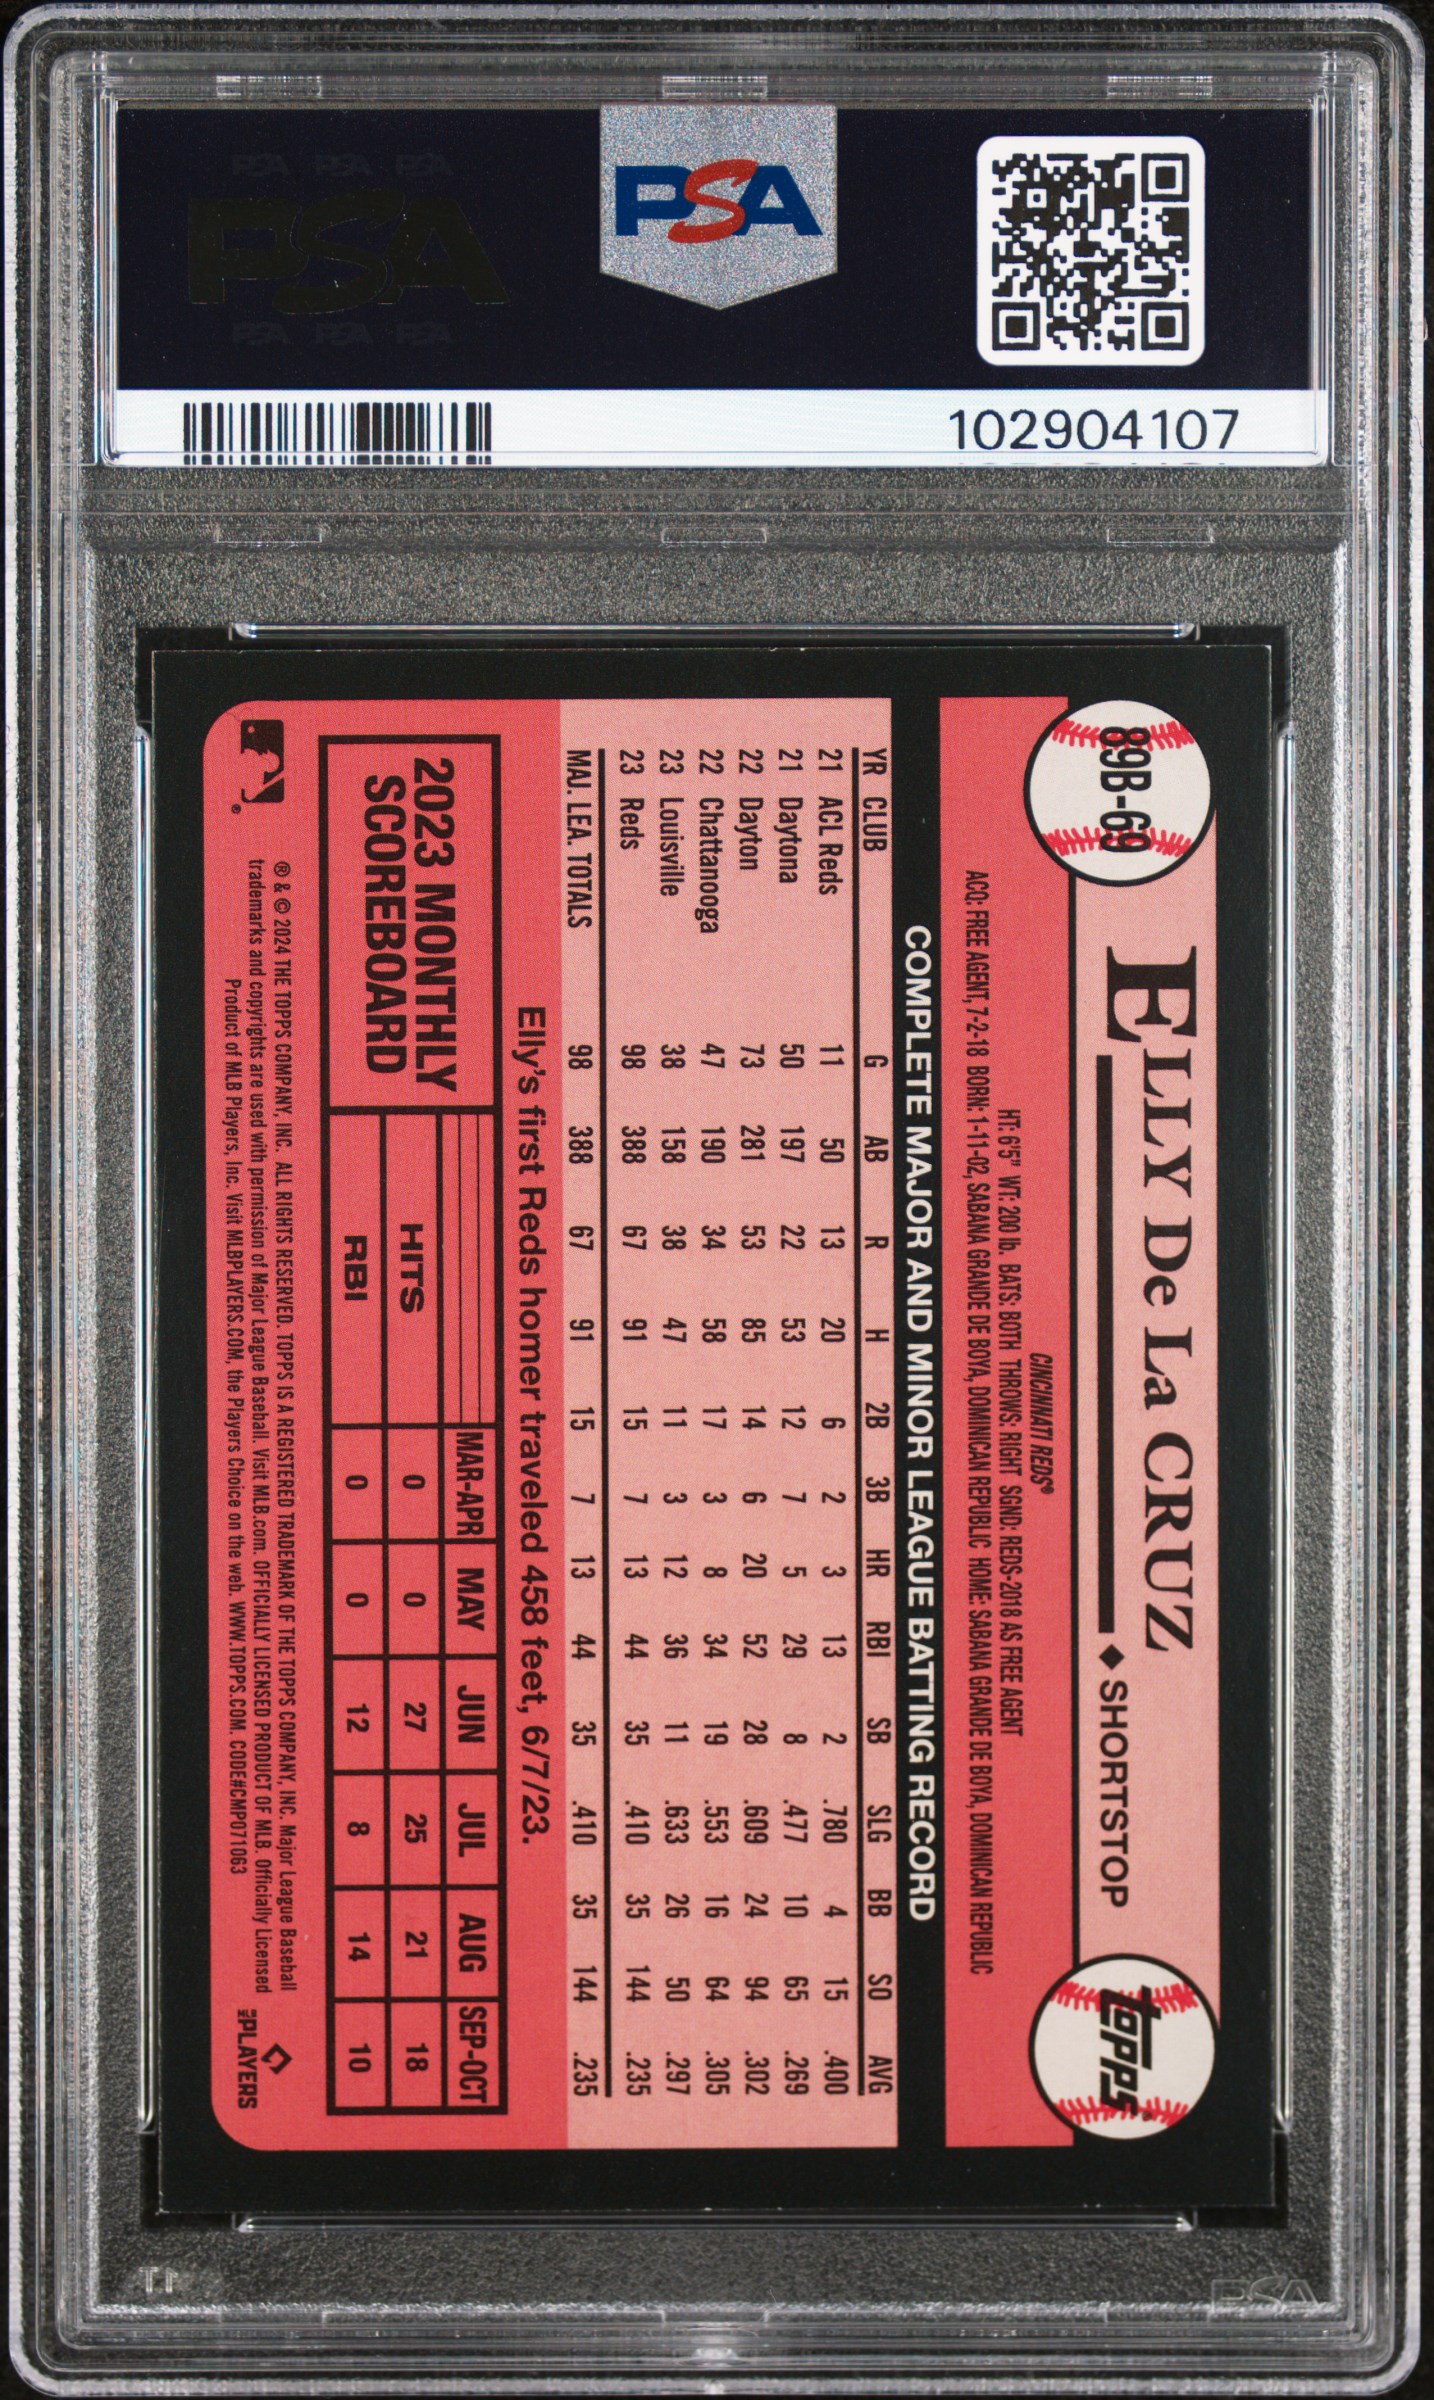 PSA PSA PSA
PSA
PSA PSA PSA
PSA
102904107
89B-69
ELLY De La CRUZ
◆ SHORTSTOP
topps®
CINCINNATI REDS®
HT: 6'5" WT: 200 lb. BATS: BOTH THROWS: RIGHT SGND: REDS-2018 AS FREE AGENT
ACQ: FREE AGENT, 7-2-18 BORN: 1-11-02, SABANA GRANDE DE BOYA, DOMINICAN REPUBLIC HOME: SABANA GRANDE DE BOYA, DOMINICAN REPUBLIC
COMPLETE MAJOR AND MINOR LEAGUE BATTING RECORD
YR CLUB G AB R H 2B 3B HR RBI SB SLG BB SO AVG
21 ACL Reds 11 50 13 20 6 2 3 13 2 .780 4 15 .400
21 Daytona 50 197 22 53 12 7 5 29 8 .477 10 65 .269
22 Dayton 73 281 53 85 14 6 20 52 28 .609 24 94 .302
22 Chattanooga 47 190 34 58 17 3 8 34 19 .553 16 64 .305
23 Louisville 38 158 38 47 11 3 12 36 11 .633 26 50 .297
23 Reds 98 388 67 91 15 7 13 44 35 .410 35 144 .235
MAJ. LEA. TOTALS 98 388 67 91 15 7 13 44 35 .410 35 144 .235
Elly's first Reds homer traveled 458 feet, 6/7/23.
2023 MONTHLY
SCOREBOARD
MAR-APR MAY JUN JUL AUG SEP-OCT
HITS 0 0 27 25 21 18
RBI 0 0 12 8 14 10
® & © 2024 THE TOPPS COMPANY, INC. ALL RIGHTS RESERVED. TOPPS IS A REGISTERED TRADEMARK OF THE TOPPS COMPANY, INC. Major League Baseball
trademarks and copyrights are used with permission of Major League Baseball. Visit MLB.com. OFFICIALLY LICENSED PRODUCT OF MLB. Officially Licensed
Product of MLB Players, Inc. Visit MLBPLAYERS.COM, the Players Choice on the web. WWW.TOPPS.COM. CODE#CMP071063
®
MLB PLAYERS
PSA